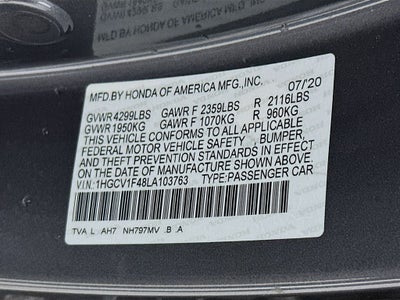 MFD.BY HONDA OF AMERICA MFG.,INC. 07/'20
GVWR 4299LBS GAWR F 2359LBS R 2116LBS
GVWR 1950KG GAWR F 1070KG R 960KG
THIS VEHICLE CONFORMS TO ALL APPLICABLE
FEDERAL MOTOR VEHICLE SAFETY , BUMPER,
AND THEFT PREVENTION STANDARDS IN EFFECT
ON THE DATE OF MANUFACTURE SHOWN ABOVE.
VIN:1HGCV1F48LA103763 TYPE:PASSENGER CAR
TVA L AH7 NH797MV .B .A